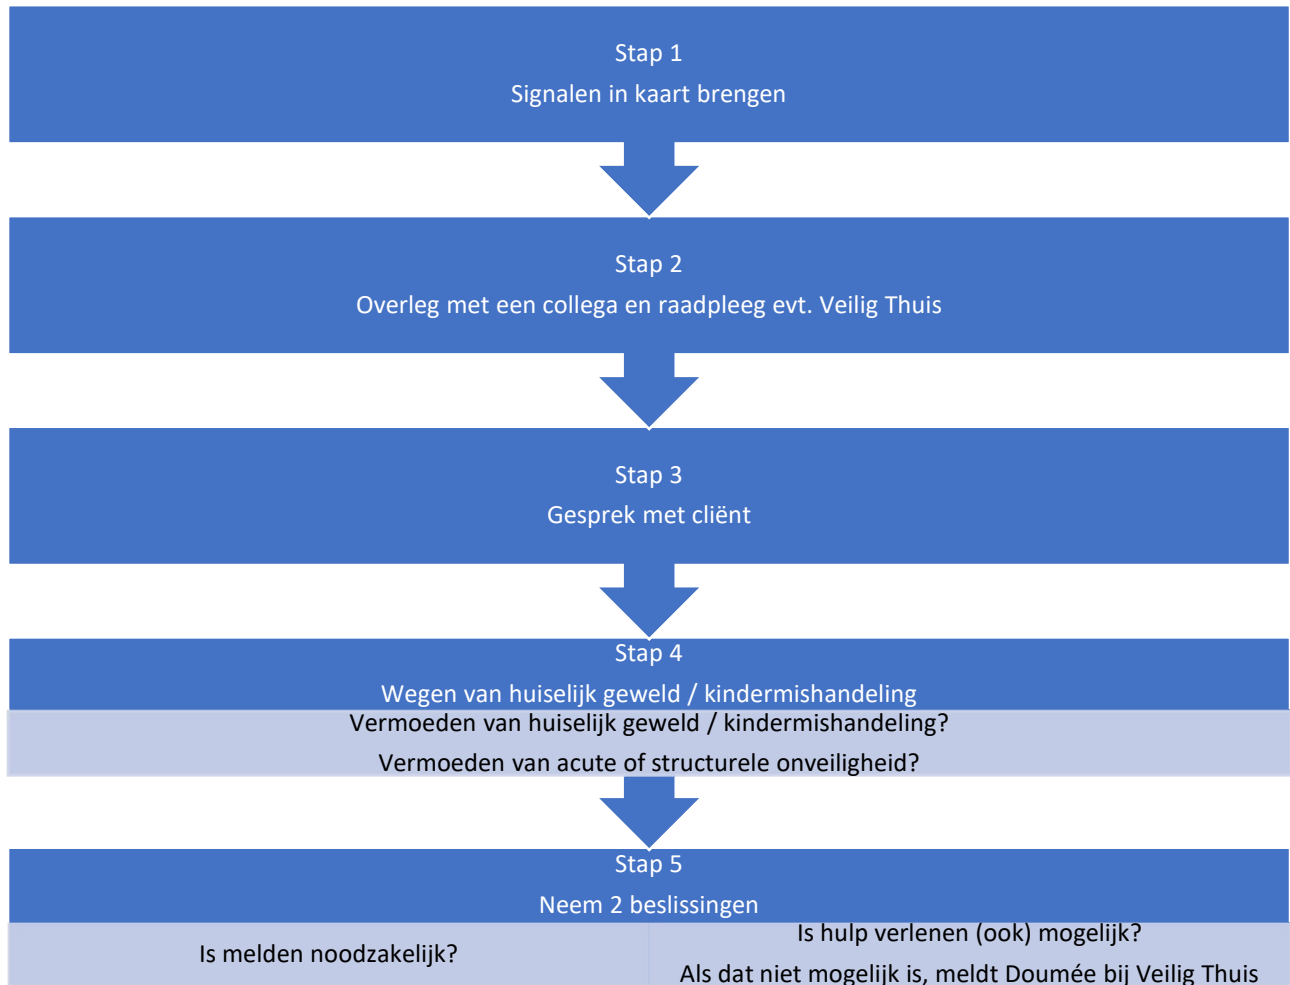 Stap 1
Signalen in kaart brengen
Stap 2
Overleg met een collega en raadpleeg evt. Veilig Thuis
Stap 3
Gesprek met cliënt
Stap 4
Wegen van huiselijk geweld / kindermishandeling
Vermoeden van huiselijk geweld / kindermishandeling?
Vermoeden van acute of structurele onveiligheid?
Stap 5
Neem 2 beslissingen
Is melden noodzakelijk?
Is hulp verlenen (ook) mogelijk?
Als dat niet mogelijk is, meldt Doumée bij Veilig Thuis